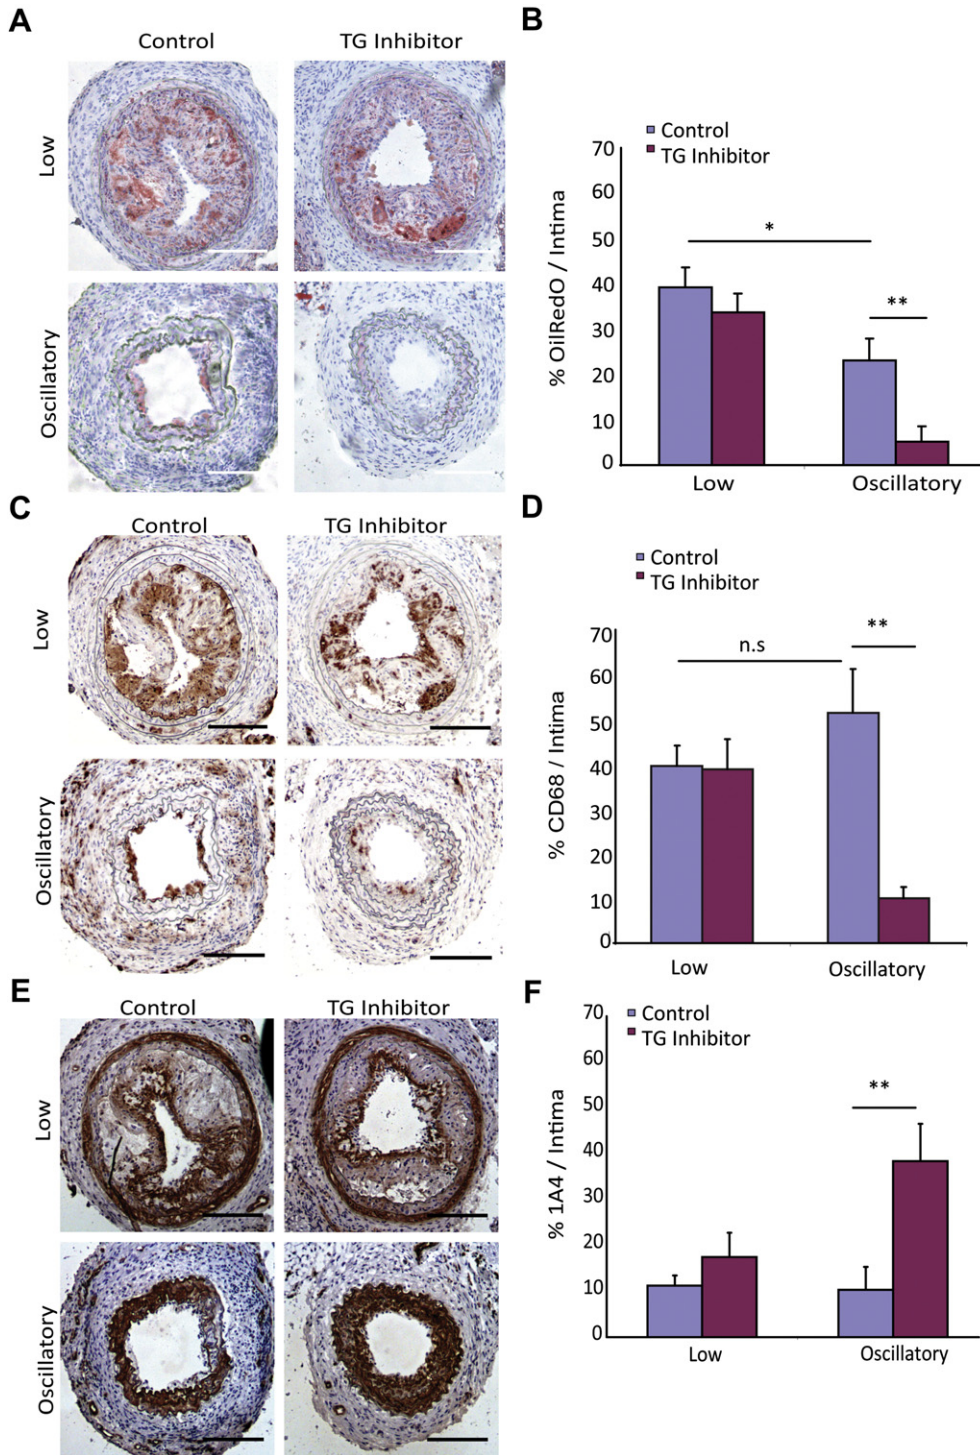 A
Control
TG Inhibitor
Low
Oscillatory
B
Control
TG Inhibitor
% OilRedO / Intima
70
60
50
40
30
20
10
0
*
**
Low
Oscillatory
C
Control
TG Inhibitor
Low
Oscillatory
D
Control
TG Inhibitor
% CD68 / Intima
70
60
50
40
30
20
10
0
n.s
**
Low
Oscillatory
E
Control
TG Inhibitor
Low
Oscillatory
F
Control
TG Inhibitor
% 1A4 / Intima
70
60
50
40
30
20
10
0
**
Low
Oscillatory